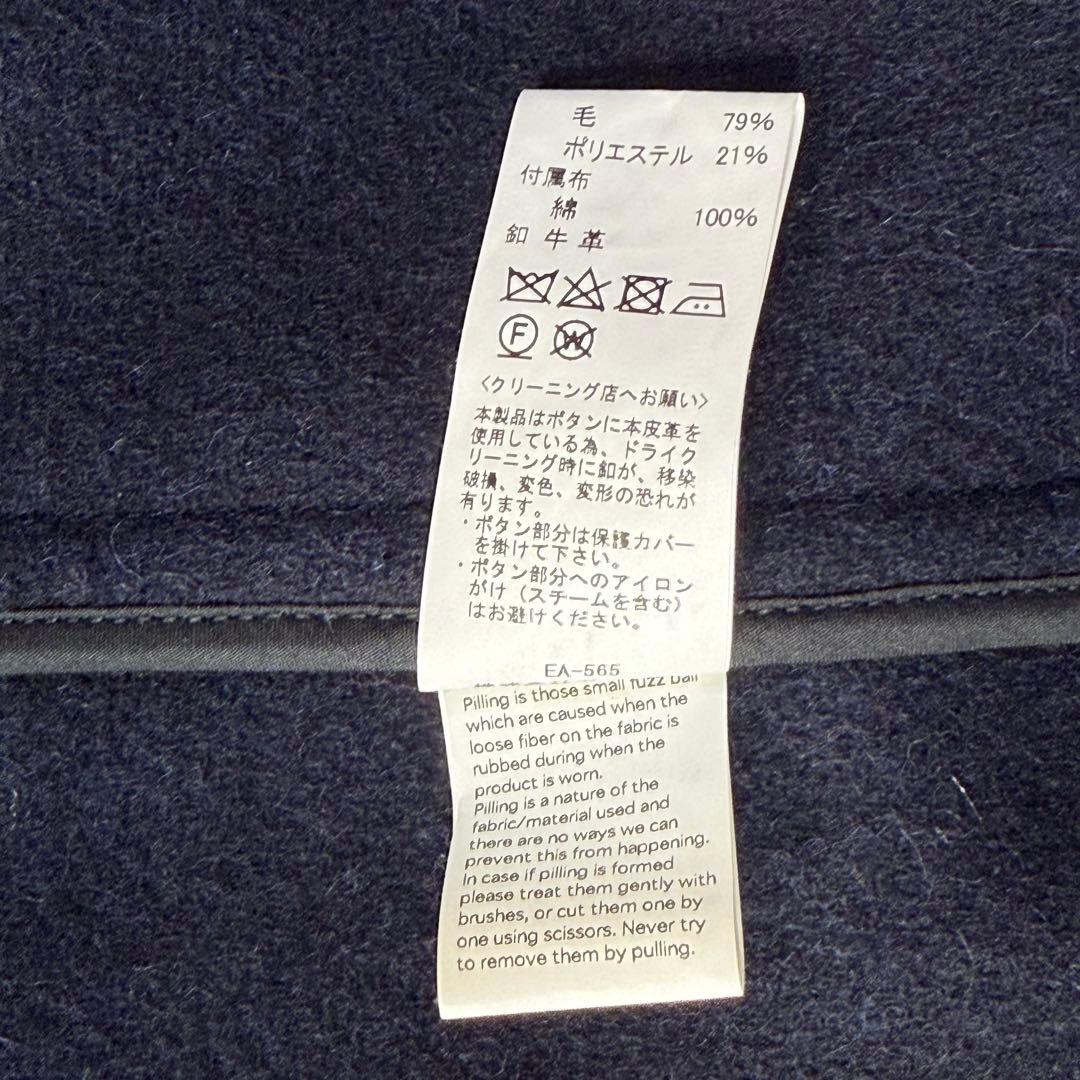 毛 79%
ポリエステル 21%
付属布
綿 100%
釦 牛革
F
W
〈クリーニング店へお願い〉
本製品はボタンに本皮革を
使用している為、ドライク
リーニング時に釦が、移染
破損、変色、変形の恐れが
有ります。
・ボタン部分は保護カバー
を掛けて下さい。
・ボタン部分へのアイロン
がけ（スチームを含む）
はお避けください。
EA-565
Pilling is those small fuzz ball
which are caused when the
loose fiber on the fabric is
rubbed during when the
product is worn.
Pilling is a nature of the
fabric/material used and
there are no ways we can
prevent this from happening.
In case if pilling is formed
please treat them gently with
brushes, or cut them one by
one using scissors. Never try
to remove them by pulling.